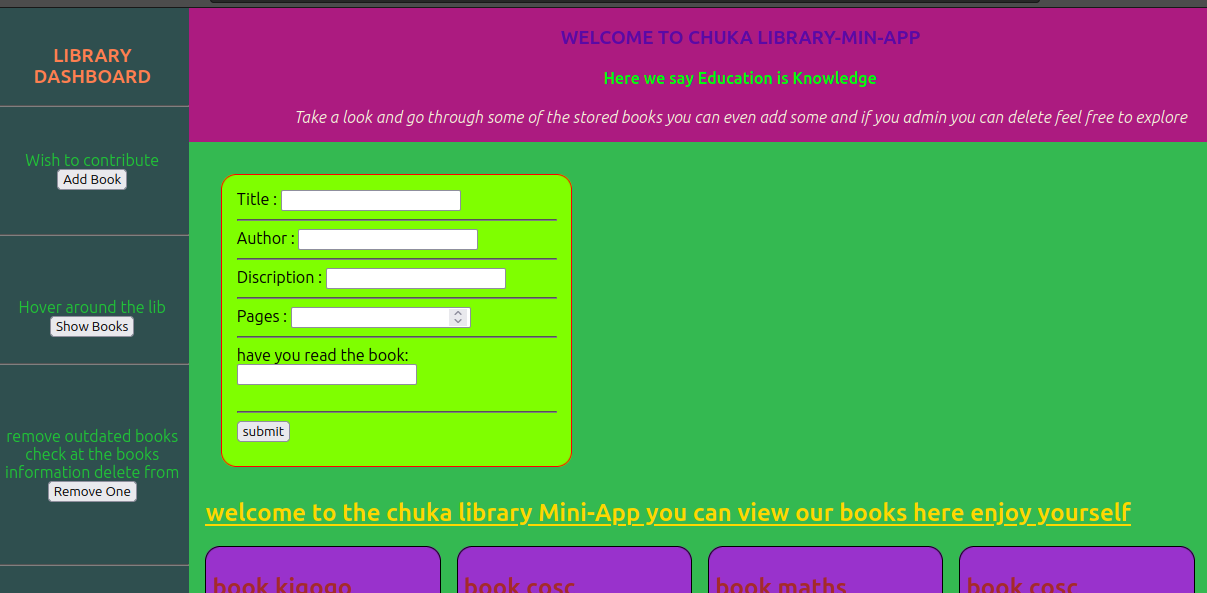 LIBRARY
DASHBOARD
Wish to contribute
Add Book
Hover around the lib
Show Books
remove outdated books
check at the books
information delete from
Remove One
WELCOME TO CHUKA LIBRARY-MIN-APP
Here we say Education is Knowledge
Take a look and go through some of the stored books you can even add some and if you admin you can delete feel free to explore
Title :
Author :
Discription :
Pages :
have you read the book:
submit
welcome to the chuka library Mini-App you can view our books here enjoy yourself
book kigogo
book cosc
book maths
book cosc